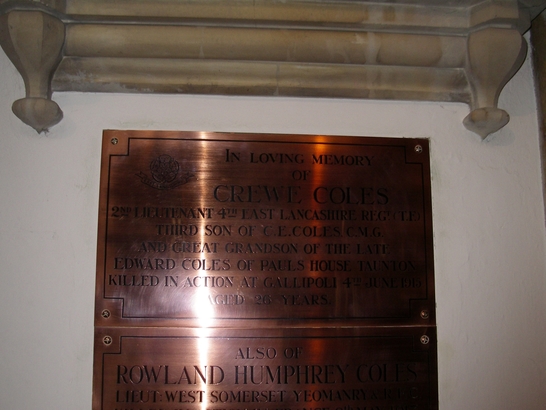 IN LOVING MEMORY
OF
CREWE COLES
2ND LIEUTENANT 4TH EAST LANCASHIRE REGT (T.F.)
THIRD SON OF C.E. COLES C.M.G.
AND GREAT GRANDSON OF THE LATE
EDWARD COLES OF PAULS HOUSE TAUNTON
KILLED IN ACTION AT GALLIPOLI 4TH JUNE 1915
AGED 26 YEARS.
ALSO OF
ROWLAND HUMPHREY COLES
LIEUT. WEST SOMERSET YEOMANRY